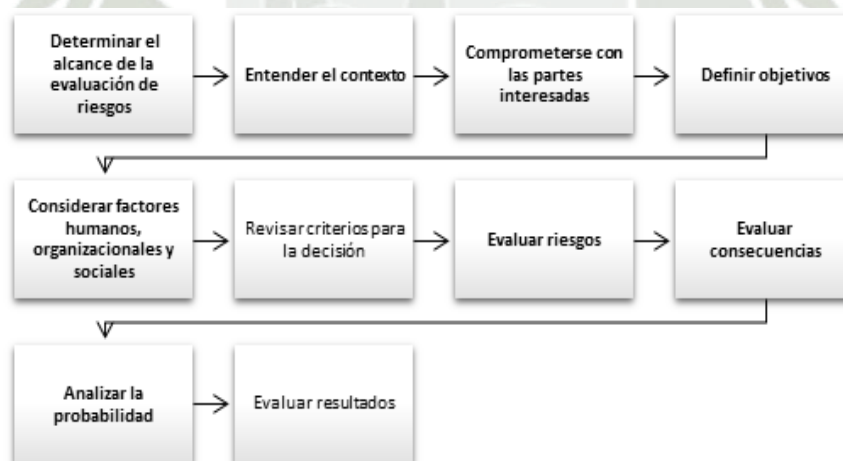 Determinar el
alcance de la
evaluación de
riesgos
Entender el contexto
Comprometerse con
las partes
interesadas
Definir objetivos
Considerar factores
humanos,
organizacionales y
sociales
Revisar criterios para
la decisión
Evaluar riesgos
Evaluar
consecuencias
Analizar la
probabilidad
Evaluar resultados